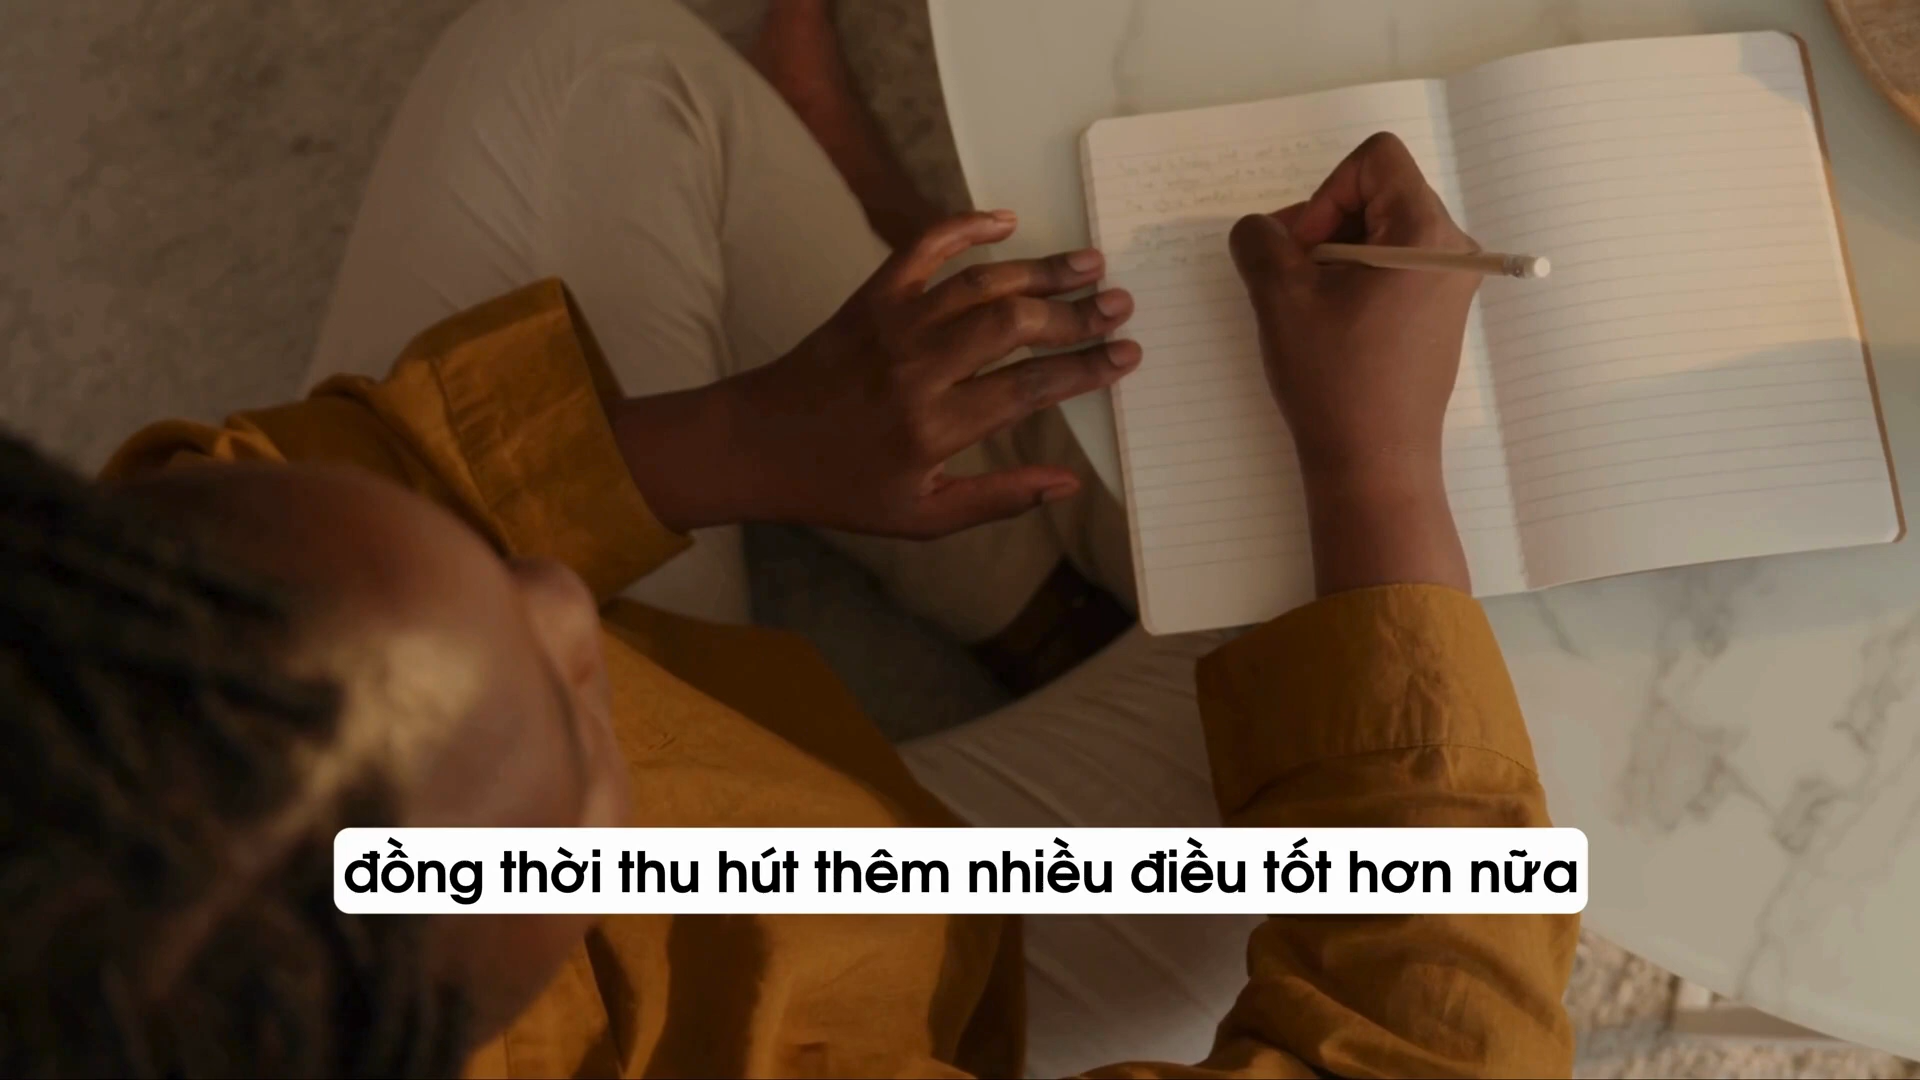 đồng thời thu hút thêm nhiều điều tốt hơn nữa